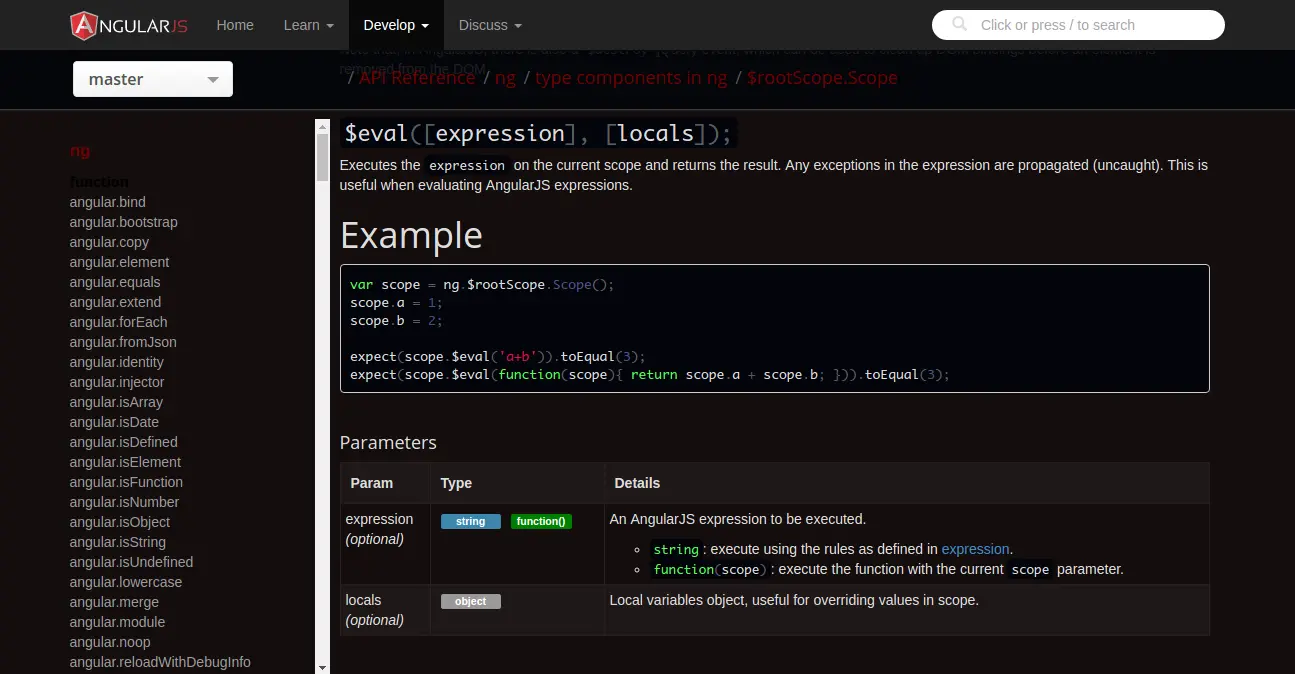 ANGULARJS Home Learn Develop Discuss Click or press / to search
removed from the DOM.
master / API Reference / ng / type components in ng / $rootScope.Scope
ng
function
angular.bind
angular.bootstrap
angular.copy
angular.element
angular.equals
angular.extend
angular.forEach
angular.fromJson
angular.identity
angular.injector
angular.isArray
angular.isDate
angular.isDefined
angular.isElement
angular.isFunction
angular.isNumber
angular.isObject
angular.isString
angular.isUndefined
angular.lowercase
angular.merge
angular.module
angular.noop
angular.reloadWithDebugInfo
$eval([expression], [locals]);
Executes the expression on the current scope and returns the result. Any exceptions in the expression are propagated (uncaught). This is
useful when evaluating AngularJS expressions.
Example
var scope = ng.$rootScope.Scope();
scope.a = 1;
scope.b = 2;
expect(scope.$eval('a+b')).toEqual(3);
expect(scope.$eval(function(scope){ return scope.a + scope.b; })).toEqual(3);
Parameters
Param Type Details
expression string function() An AngularJS expression to be executed.
(optional)
string : execute using the rules as defined in expression.
function(scope) : execute the function with the current scope parameter.
locals object Local variables object, useful for overriding values in scope.
(optional)